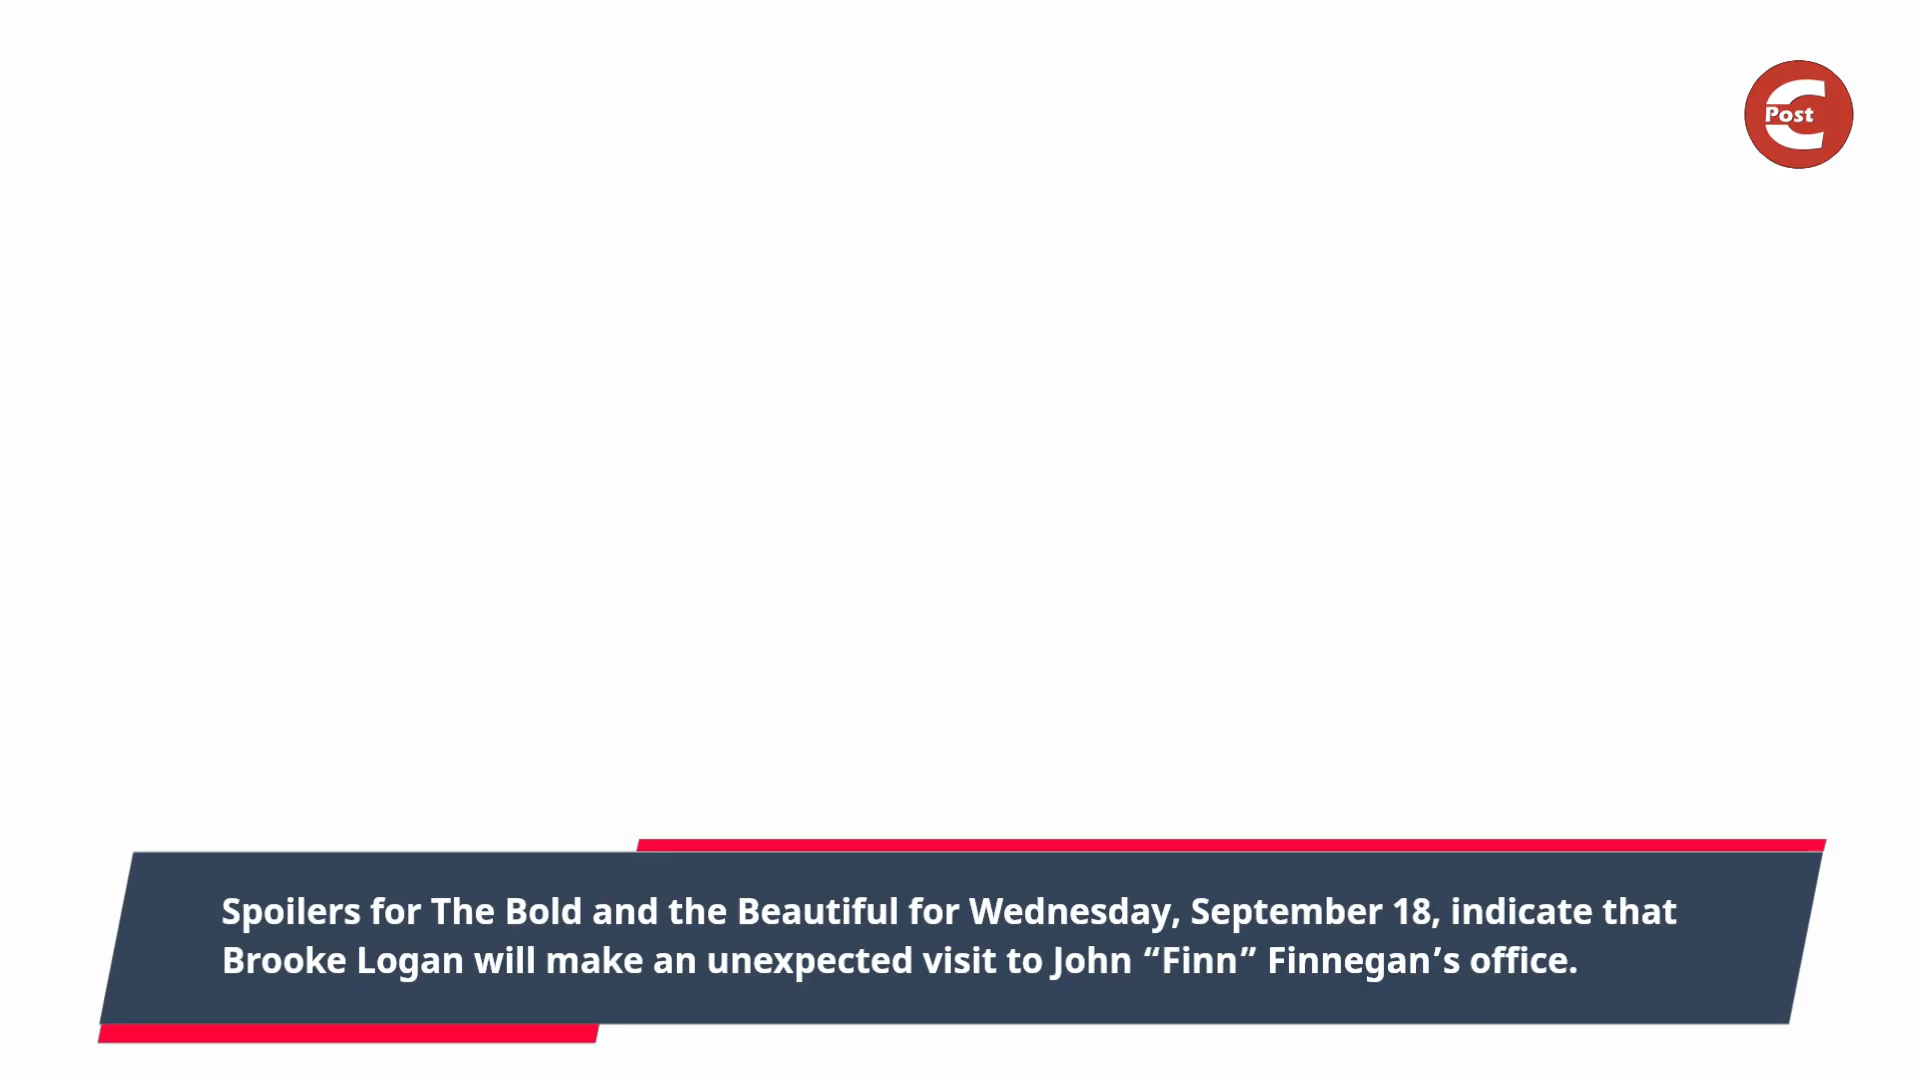 Post
Spoilers for The Bold and the Beautiful for Wednesday, September 18, indicate that
Brooke Logan will make an unexpected visit to John “Finn” Finnegan’s office.